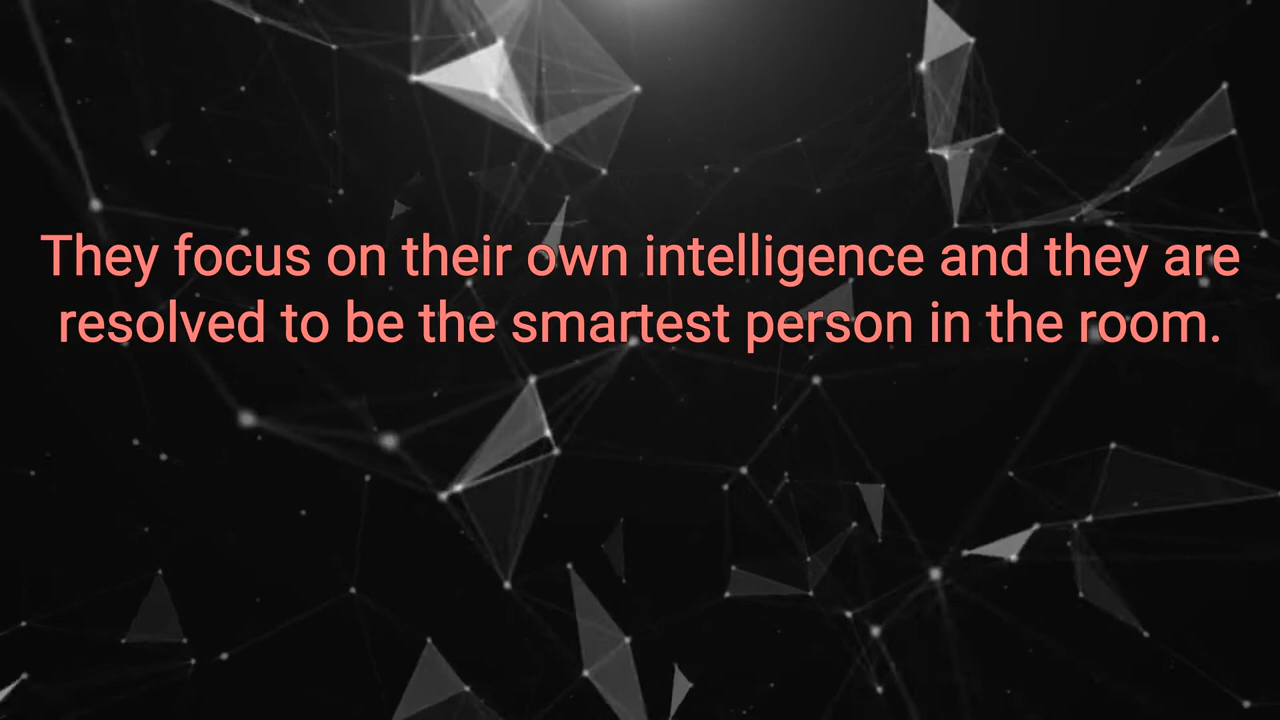 They focus on their own intelligence and they are
resolved to be the smartest person in the room.